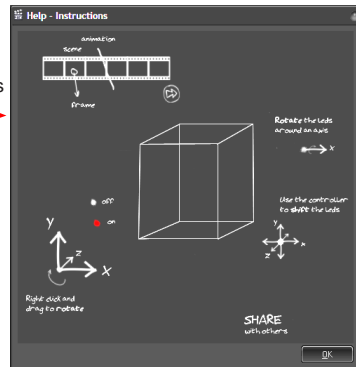 Help - Instructions
animation
scene
frame
s
Rotate the leds
around an axis
x
off
on
Use the controller
to shift the leds
y
x
z
y
z
x
Right click and
drag to rotate
SHARE
with others
OK